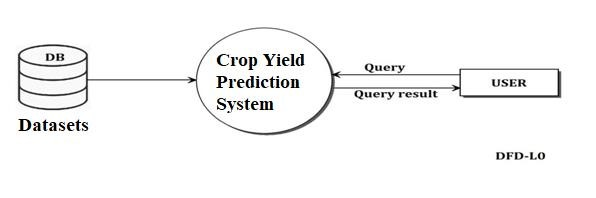 DB
Datasets
Crop Yield
Prediction
System
Query
Query result
USER
DFD-L0